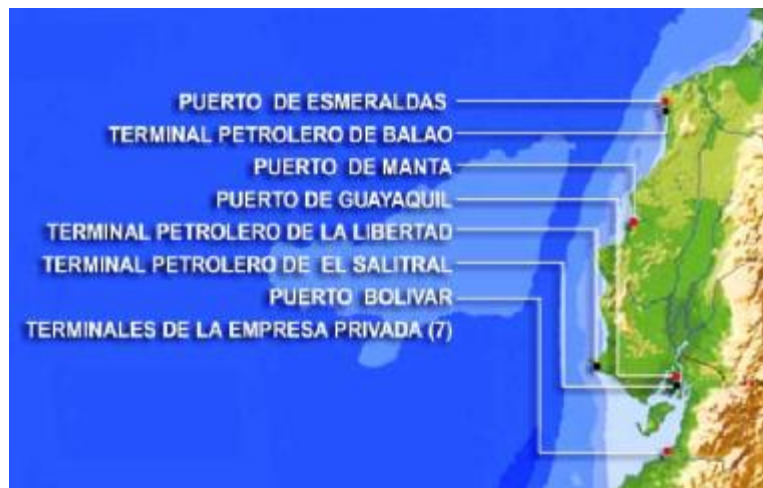 PUERTO DE ESMERALDAS
TERMINAL PETROLERO DE BALAO
PUERTO DE MANTA
PUERTO DE GUAYAQUIL
TERMINAL PETROLERO DE LA LIBERTAD
TERMINAL PETROLERO DE EL SALITRAL
PUERTO BOLIVAR
TERMINALES DE LA EMPRESA PRIVADA (7)